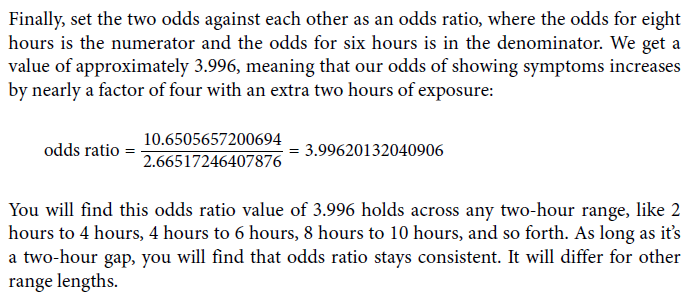 Finally, set the two odds against each other as an odds ratio, where the odds for eight
hours is the numerator and the odds for six hours is in the denominator. We get a
value of approximately 3.996, meaning that our odds of showing symptoms increases
by nearly a factor of four with an extra two hours of exposure:
odds ratio = 10.6505657200694 / 2.66517246407876 = 3.99620132040906
You will find this odds ratio value of 3.996 holds across any two-hour range, like 2
hours to 4 hours, 4 hours to 6 hours, 8 hours to 10 hours, and so forth. As long as it’s
a two-hour gap, you will find that odds ratio stays consistent. It will differ for other
range lengths.